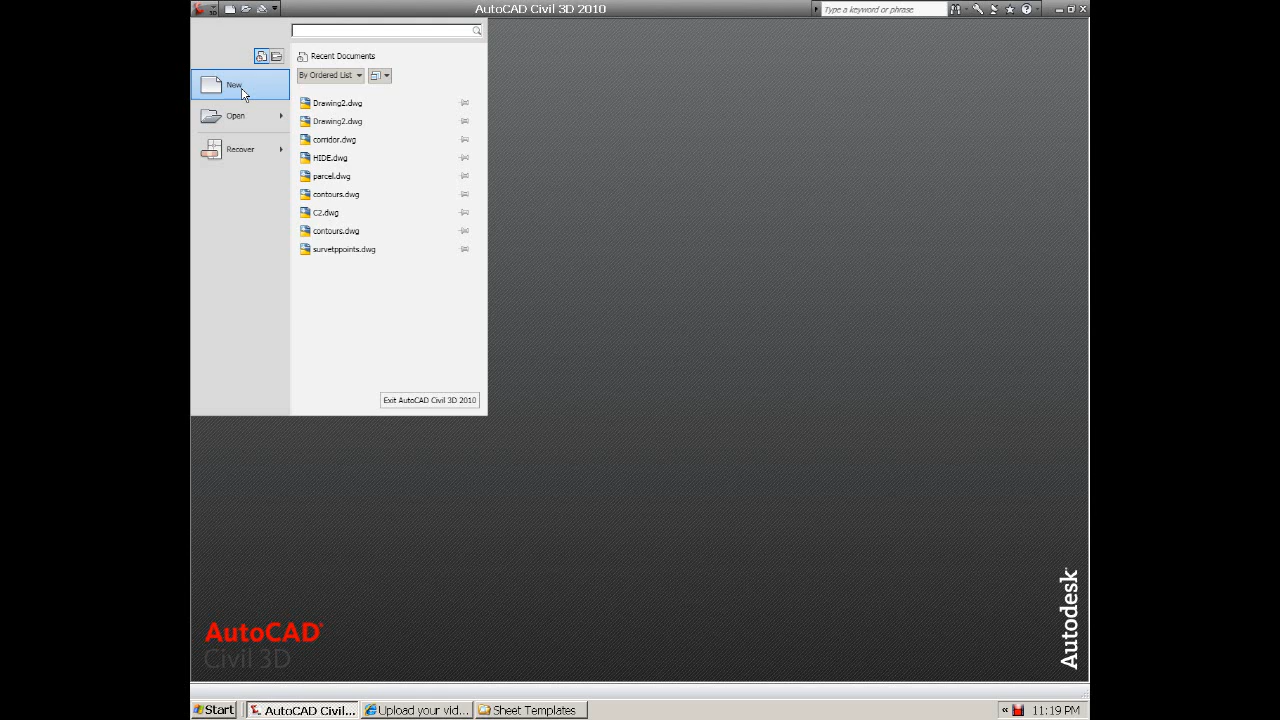 AutoCAD Civil 3D 2010
Type a keyword or phrase
3D
Recent Documents
By Ordered List
New
Open
Recover
Drawing2.dwg
Drawing2.dwg
corridor.dwg
HIDE.dwg
parcel.dwg
contours.dwg
C2.dwg
contours.dwg
survetppoints.dwg
Exit AutoCAD Civil 3D 2010
AutoCAD
Civil 3D
Autodesk
Start
AutoCAD Civil...
Upload your vid...
Sheet Templates
11:19 PM